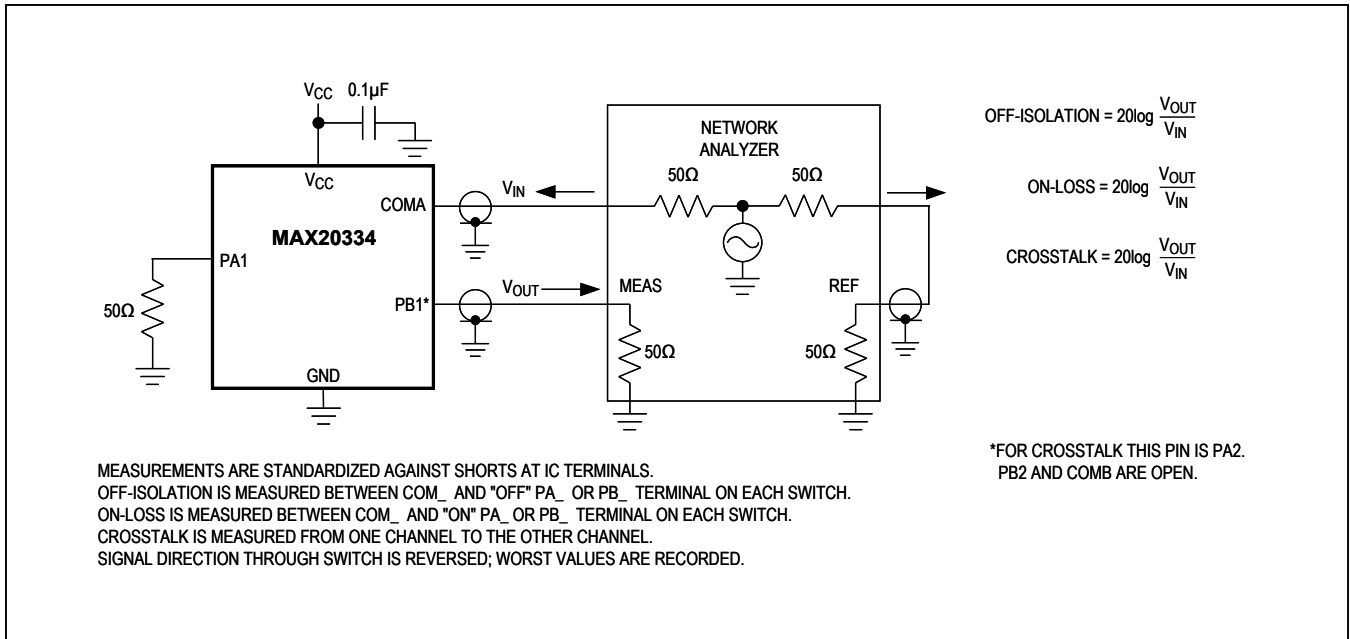 VCC 0.1µF
VCC
COMA
MAX20334
PA1
50Ω
PB1*
GND
VIN
VOUT
NETWORK
ANALYZER
50Ω 50Ω
MEAS REF
50Ω 50Ω
OFF-ISOLATION = 20log VOUT/VIN
ON-LOSS = 20log VOUT/VIN
CROSSTALK = 20log VOUT/VIN
*FOR CROSSTALK THIS PIN IS PA2.
PB2 AND COMB ARE OPEN.
MEASUREMENTS ARE STANDARDIZED AGAINST SHORTS AT IC TERMINALS.
OFF-ISOLATION IS MEASURED BETWEEN COM_ AND "OFF" PA_ OR PB_ TERMINAL ON EACH SWITCH.
ON-LOSS IS MEASURED BETWEEN COM_ AND "ON" PA_ OR PB_ TERMINAL ON EACH SWITCH.
CROSSTALK IS MEASURED FROM ONE CHANNEL TO THE OTHER CHANNEL.
SIGNAL DIRECTION THROUGH SWITCH IS REVERSED; WORST VALUES ARE RECORDED.